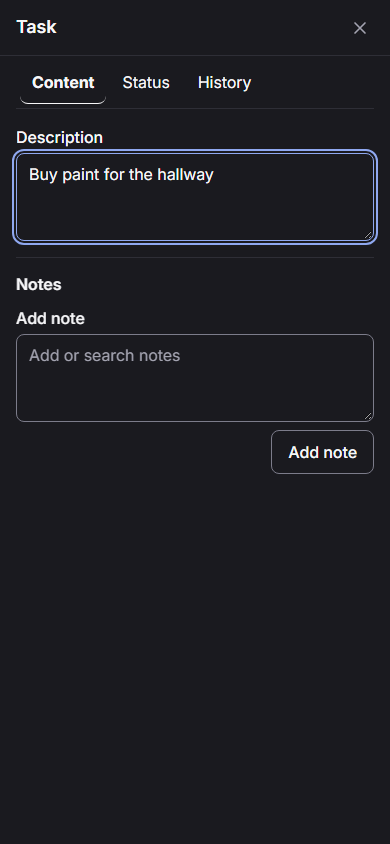 Task
Content Status History
Description
Buy paint for the hallway
Notes
Add note
Add or search notes
Add note